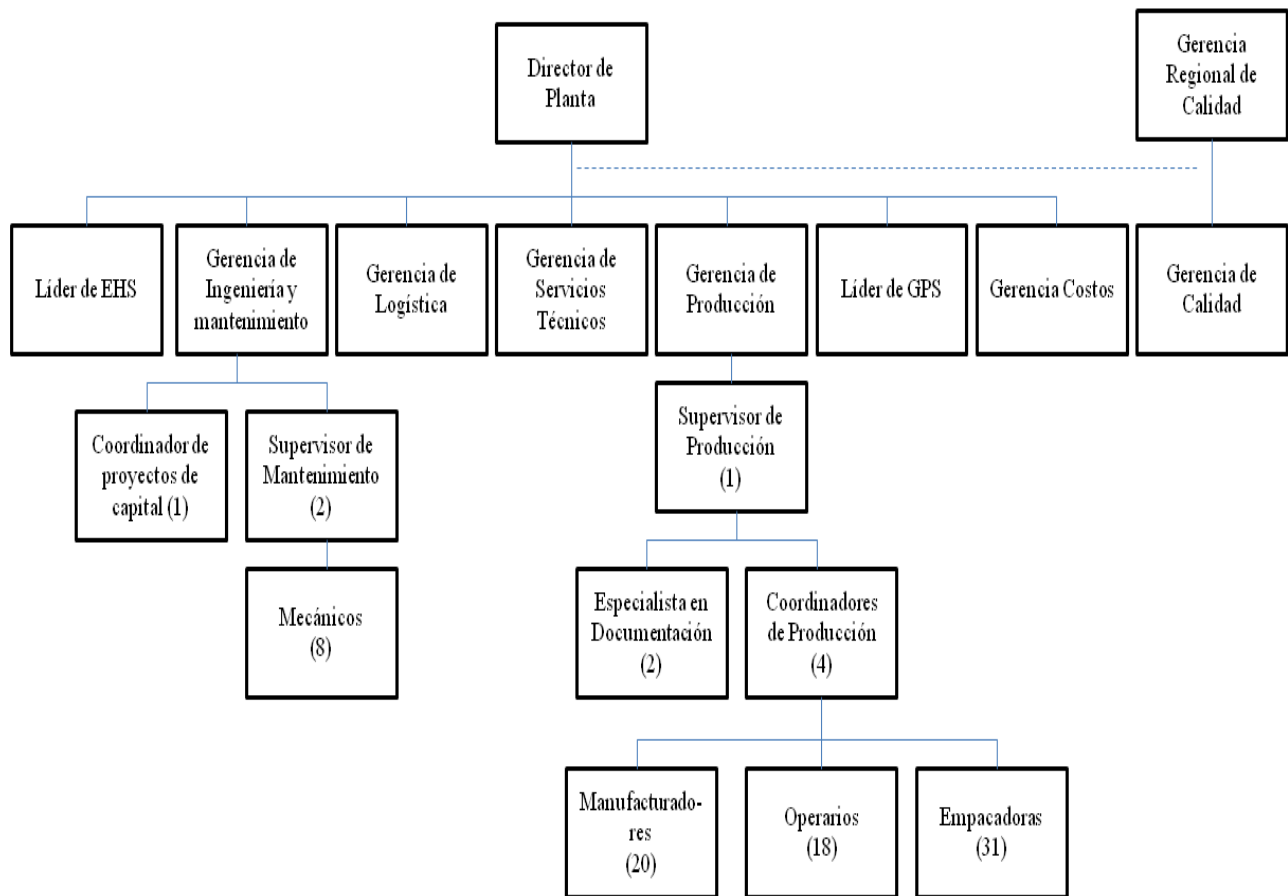 Director de
Planta
Gerencia
Regional de
Calidad
Líder de EHS
Gerencia de
Ingeniería y
mantenimiento
Gerencia de
Logística
Gerencia de
Servicios
Técnicos
Gerencia de
Producción
Líder de GPS
Gerencia Costos
Gerencia de
Calidad
Coordinador de
proyectos de
capital (1)
Supervisor de
Mantenimiento
(2)
Supervisor de
Producción
(1)
Mecánicos
(8)
Especialista en
Documentación
(2)
Coordinadores
de Producción
(4)
Manufacturado-
res
(20)
Operarios
(18)
Empacadoras
(31)